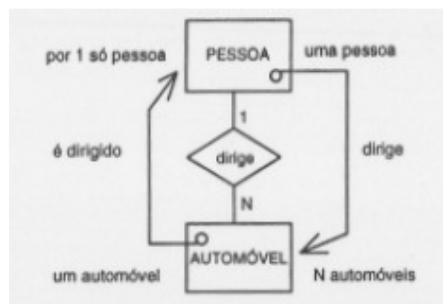 por 1 só pessoa
PESSOA
uma pessoa
1
é dirigido
dirige
dirige
N
AUTOMÓVEL
um automóvel
N automóveis